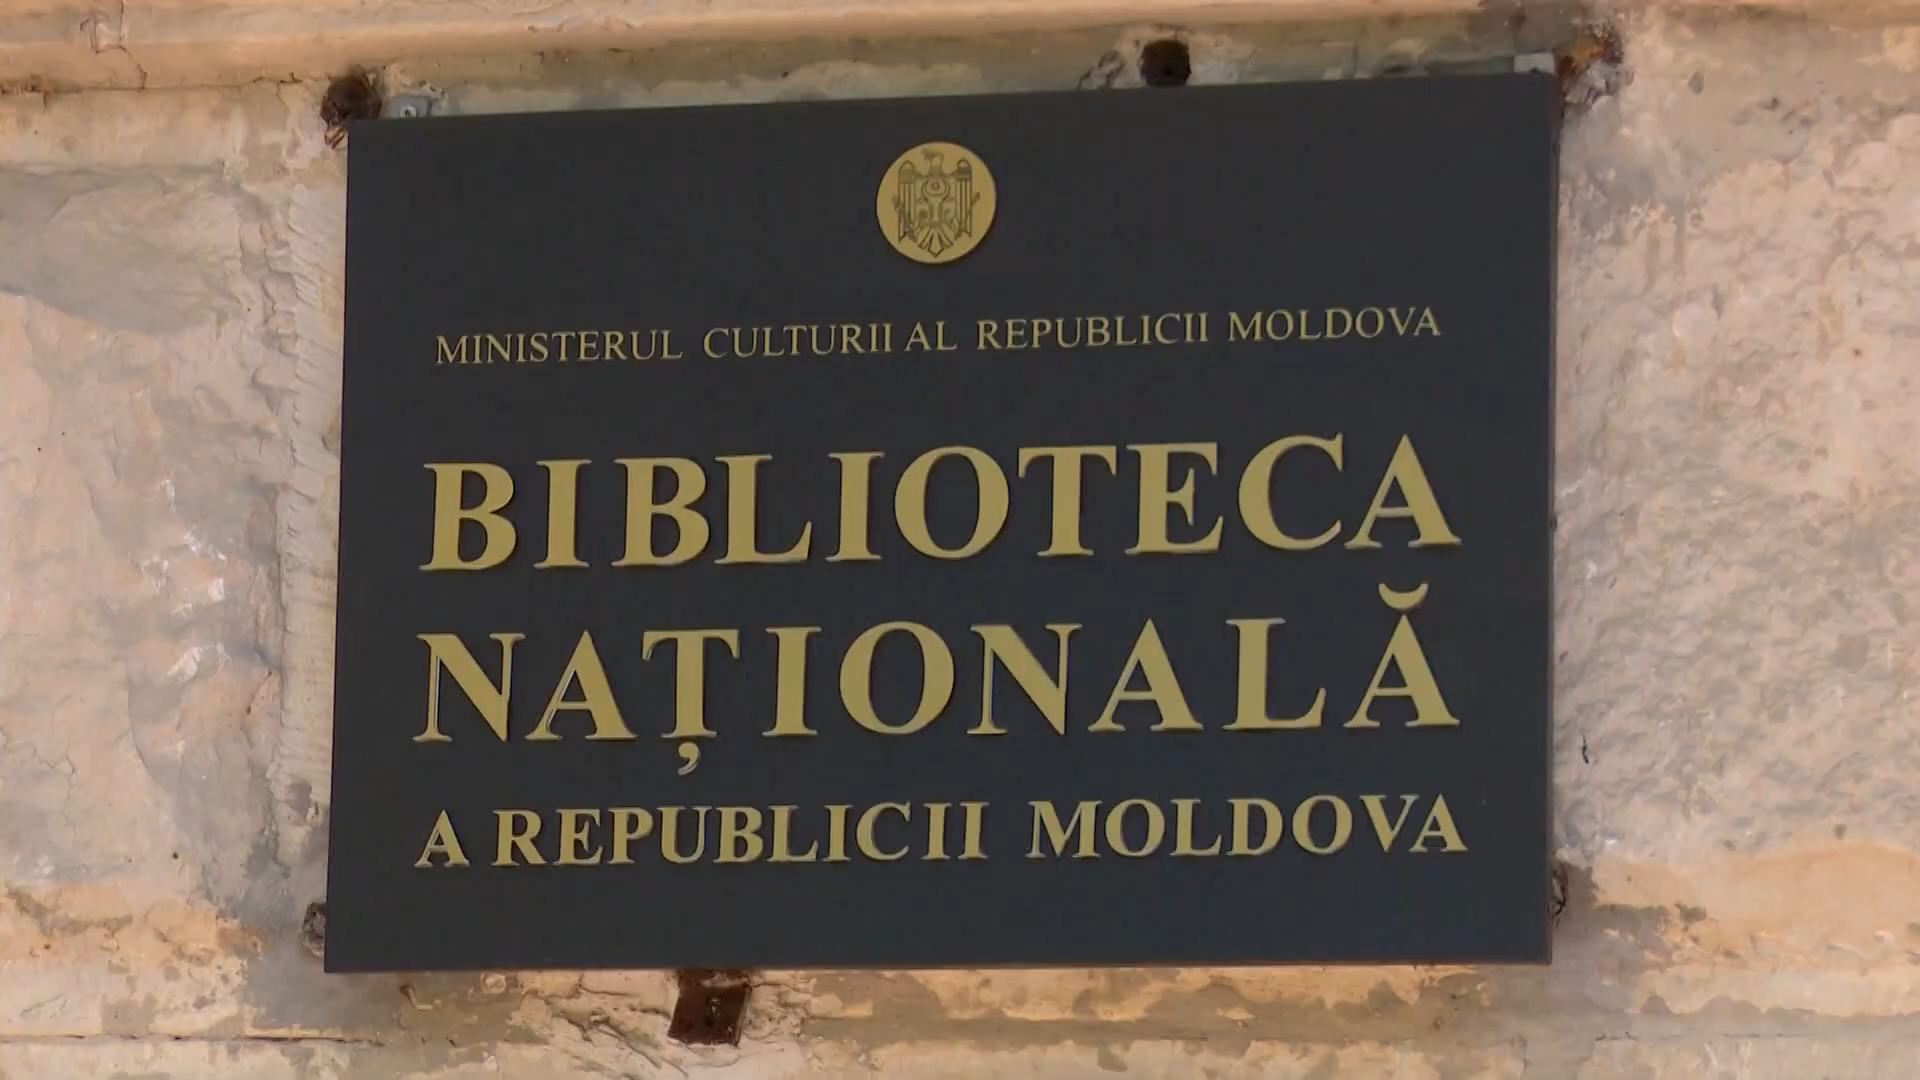 MINISTERUL CULTURII AL REPUBLICII MOLDOVA
BIBLIOTECA
NAȚIONALĂ
A REPUBLICII MOLDOVA